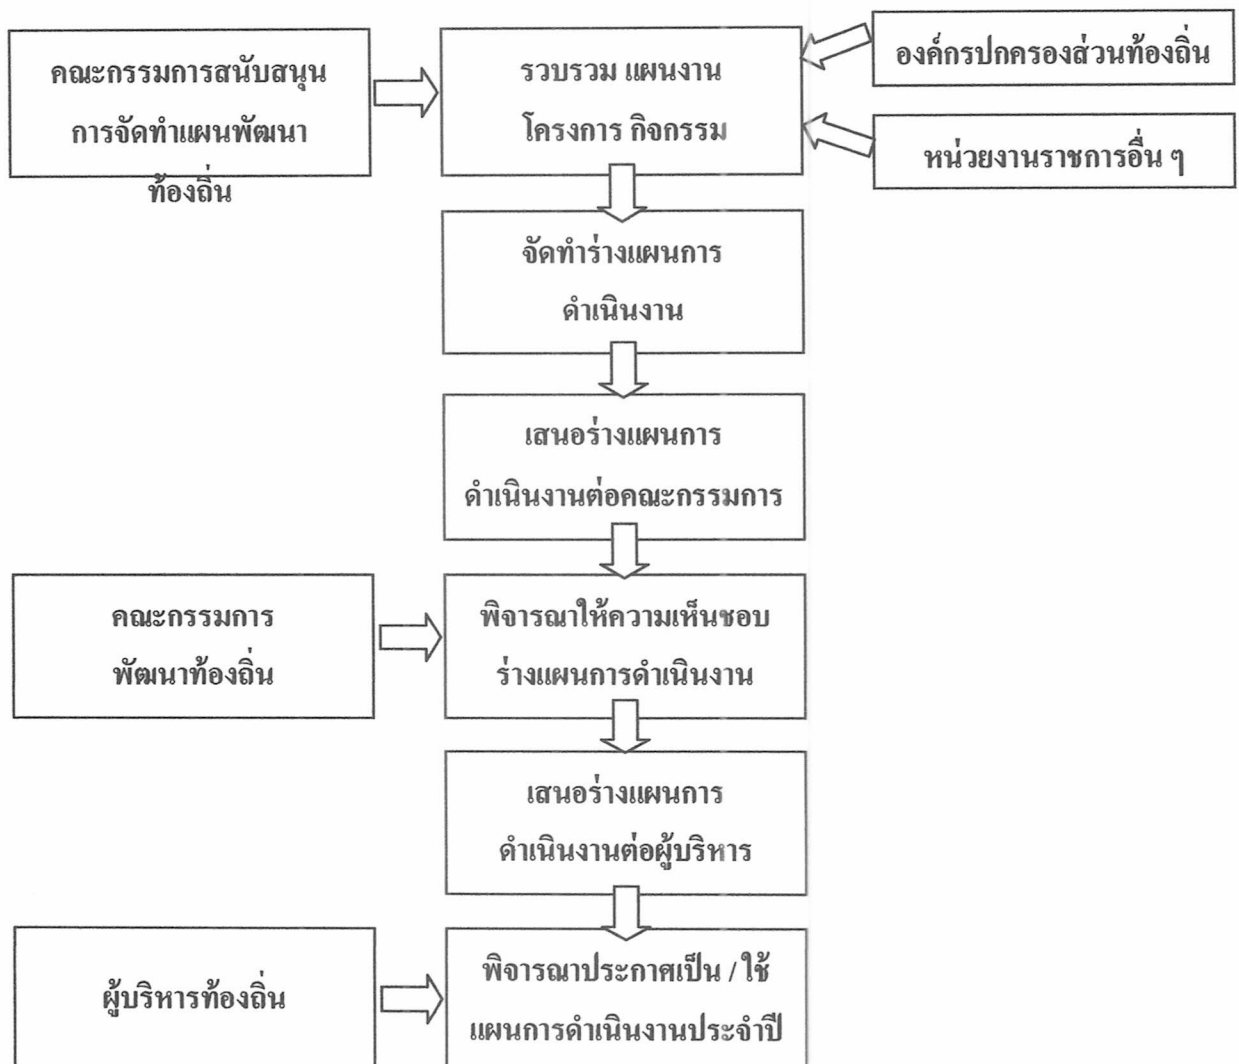 คณะกรรมการสนับสนุน
การจัดทำแผนพัฒนา
ท้องถิ่น
รวบรวม แผนงาน
โครงการ กิจกรรม
องค์กรปกครองส่วนท้องถิ่น
หน่วยงานราชการอื่น ๆ
จัดทำร่างแผนการ
ดำเนินงาน
เสนอร่างแผนการ
ดำเนินงานต่อคณะกรรมการ
คณะกรรมการ
พัฒนาท้องถิ่น
พิจารณาให้ความเห็นชอบ
ร่างแผนการดำเนินงาน
เสนอร่างแผนการ
ดำเนินงานต่อผู้บริหาร
ผู้บริหารท้องถิ่น
พิจารณาประกาศเป็น / ใช้
แผนการดำเนินงานประจำปี